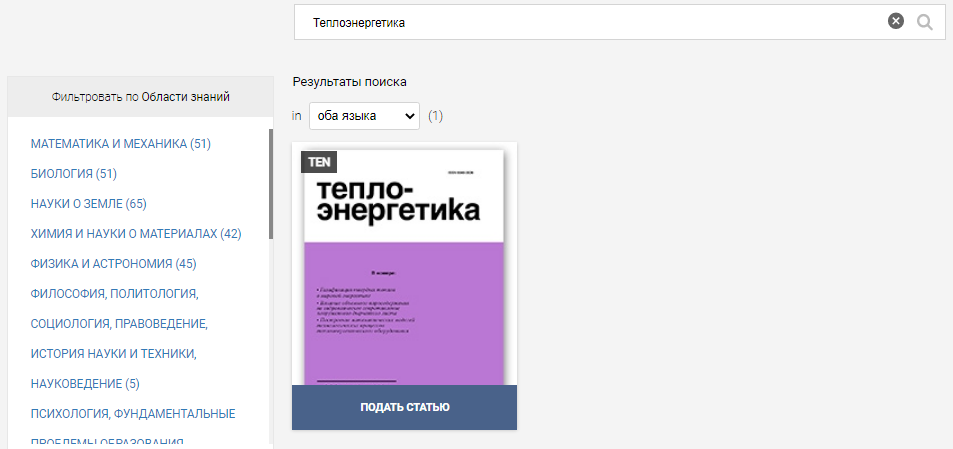 Теплоэнергетика
Фильтровать по Области знаний
МАТЕМАТИКА И МЕХАНИКА (51)
БИОЛОГИЯ (51)
НАУКИ О ЗЕМЛЕ (65)
ХИМИЯ И НАУКИ О МАТЕРИАЛАХ (42)
ФИЗИКА И АСТРОНОМИЯ (45)
ФИЛОСОФИЯ, ПОЛИТОЛОГИЯ,
СОЦИОЛОГИЯ, ПРАВОВЕДЕНИЕ,
ИСТОРИЯ НАУКИ И ТЕХНИКИ,
НАУКОВЕДЕНИЕ (5)
ПСИХОЛОГИЯ, ФУНДАМЕНТАЛЬНЫЕ
ПРОБЛЕМЫ ОБРАЗОВАНИЯ
Результаты поиска
in оба языка (1)
TEN
тепло-
энергетика
В номере:
ПОДАТЬ СТАТЬЮ